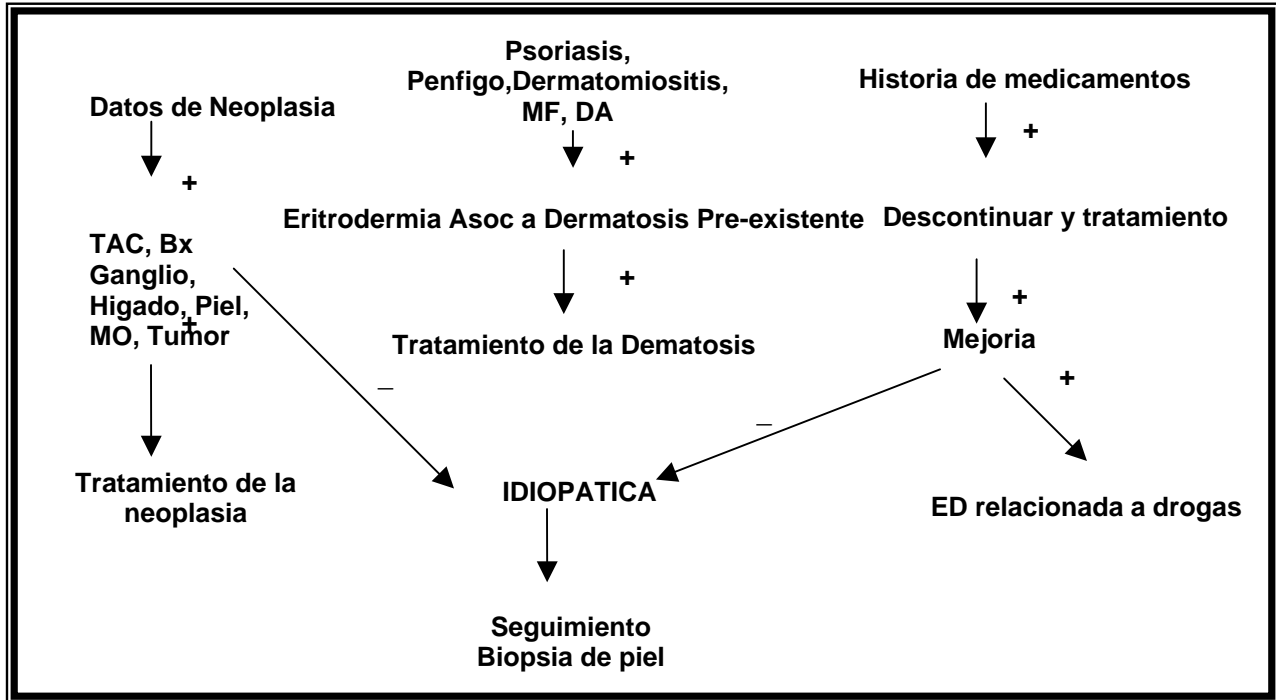 Psoriasis,
Penfigo,Dermatomiositis,
MF, DA
Historia de medicamentos
Datos de Neoplasia
+
+
+
Eritrodermia Asoc a Dermatosis Pre-existente
Descontinuar y tratamiento
TAC, Bx
Ganglio,
Higado, Piel,
MO, Tumor
+
+
+
Tratamiento de la Dematosis
Mejoria
+
–
–
Tratamiento de la
neoplasia
IDIOPATICA
ED relacionada a drogas
Seguimiento
Biopsia de piel